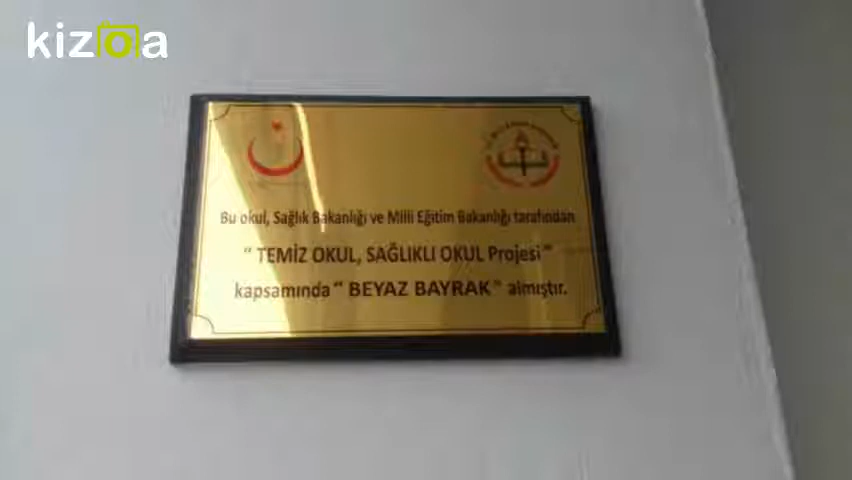 kizoa
Bu okul, Sağlık Bakanlığı ve Milli Eğitim Bakanlığı tarafından
“ TEMİZ OKUL, SAĞLIKLI OKUL Projesi ”
kapsamında “ BEYAZ BAYRAK ” almıştır.